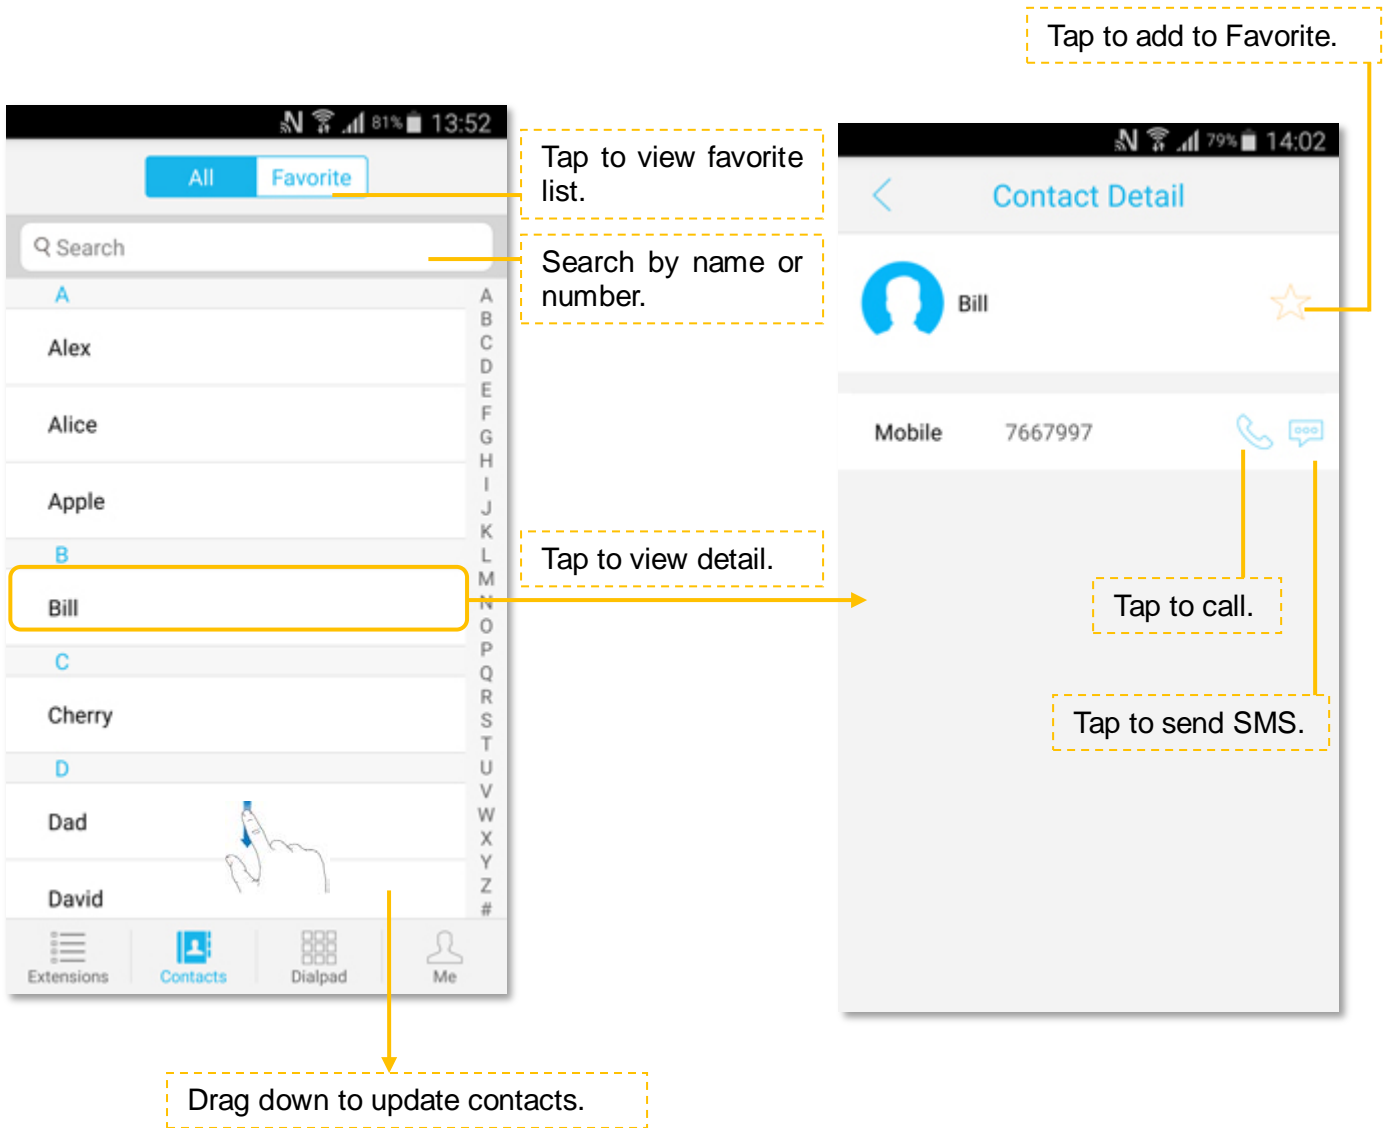 Tap to add to Favorite.
81% 13:52
All Favorite
Search
A
Alex
Alice
Apple
B
Bill
C
Cherry
D
Dad
David
A
B
C
D
E
F
G
H
I
J
K
L
M
N
O
P
Q
R
S
T
U
V
W
X
Y
Z
#
Extensions Contacts Dialpad Me
Tap to view favorite
list.
Search by name or
number.
Tap to view detail.
Drag down to update contacts.
79% 14:02
Contact Detail
Bill
Mobile 7667997
Tap to call.
Tap to send SMS.